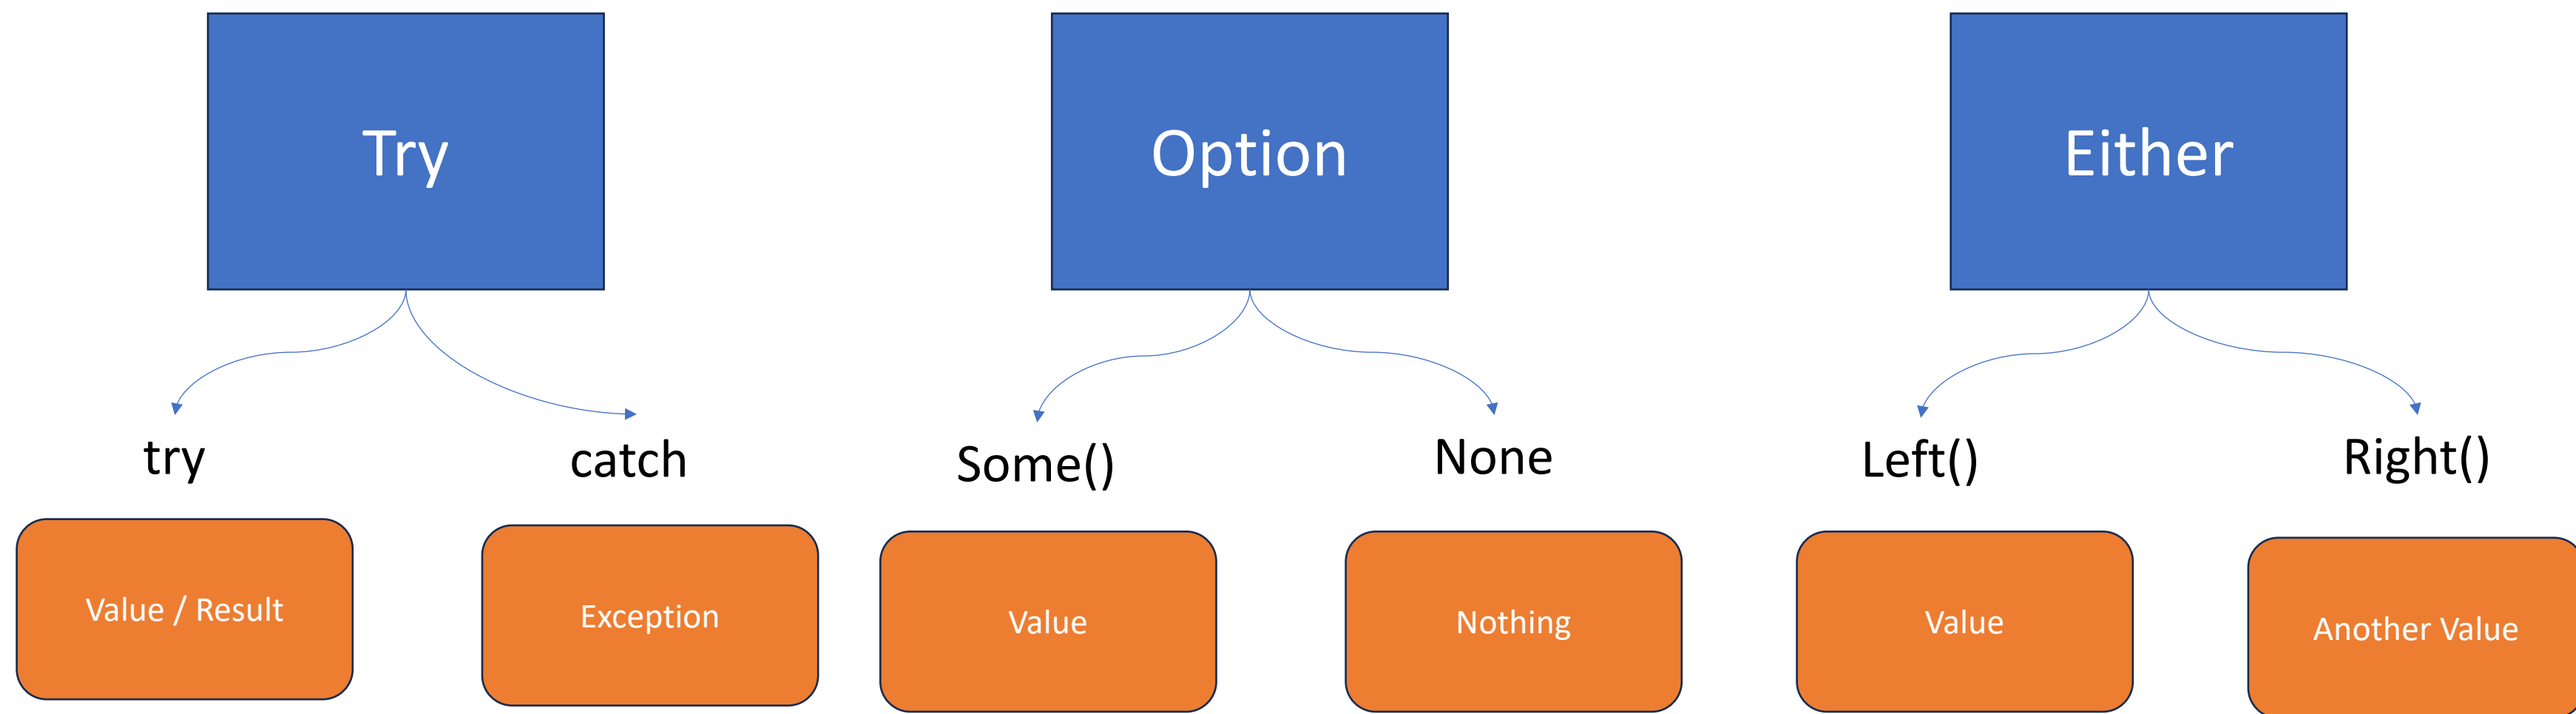 Try
Option
Either
try
catch
Some()
None
Left()
Right()
Value / Result
Exception
Value
Nothing
Value
Another Value